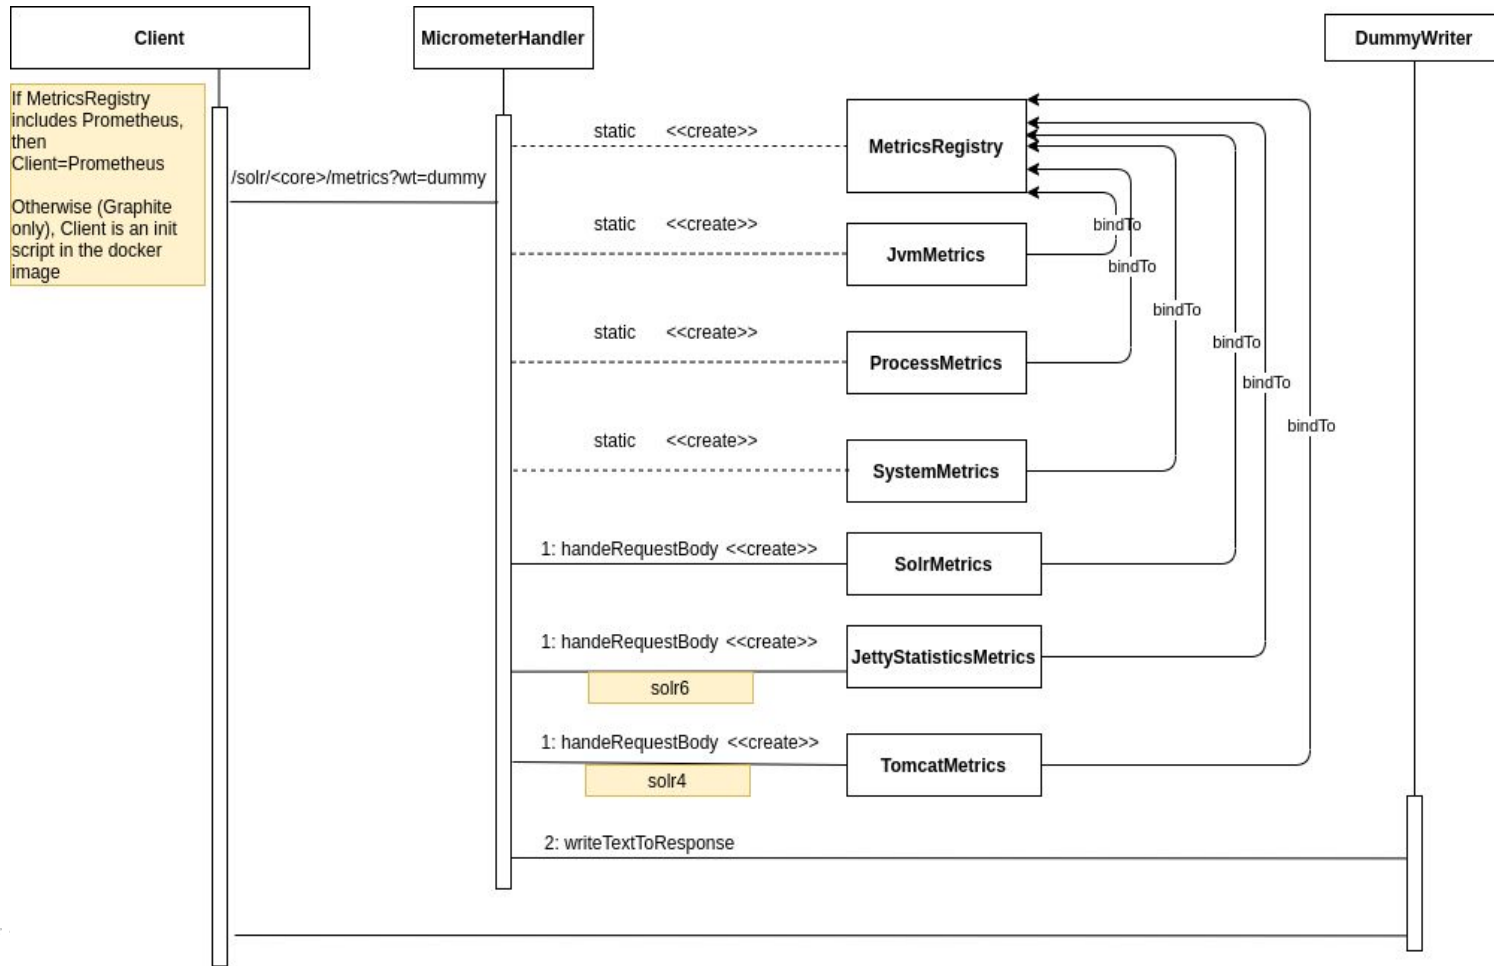 Client
MicrometerHandler
DummyWriter
If MetricsRegistry
includes Prometheus,
then
Client=Prometheus
Otherwise (Graphite
only), Client is an init
script in the docker
image
/solr/<core>/metrics?wt=dummy
static <<create>>
MetricsRegistry
static <<create>>
JvmMetrics
bindTo
bindTo
static <<create>>
ProcessMetrics
bindTo
bindTo
bindTo
bindTo
static <<create>>
SystemMetrics
1: handeRequestBody <<create>>
SolrMetrics
1: handeRequestBody <<create>>
JettyStatisticsMetrics
solr6
1: handeRequestBody <<create>>
TomcatMetrics
solr4
2: writeTextToResponse